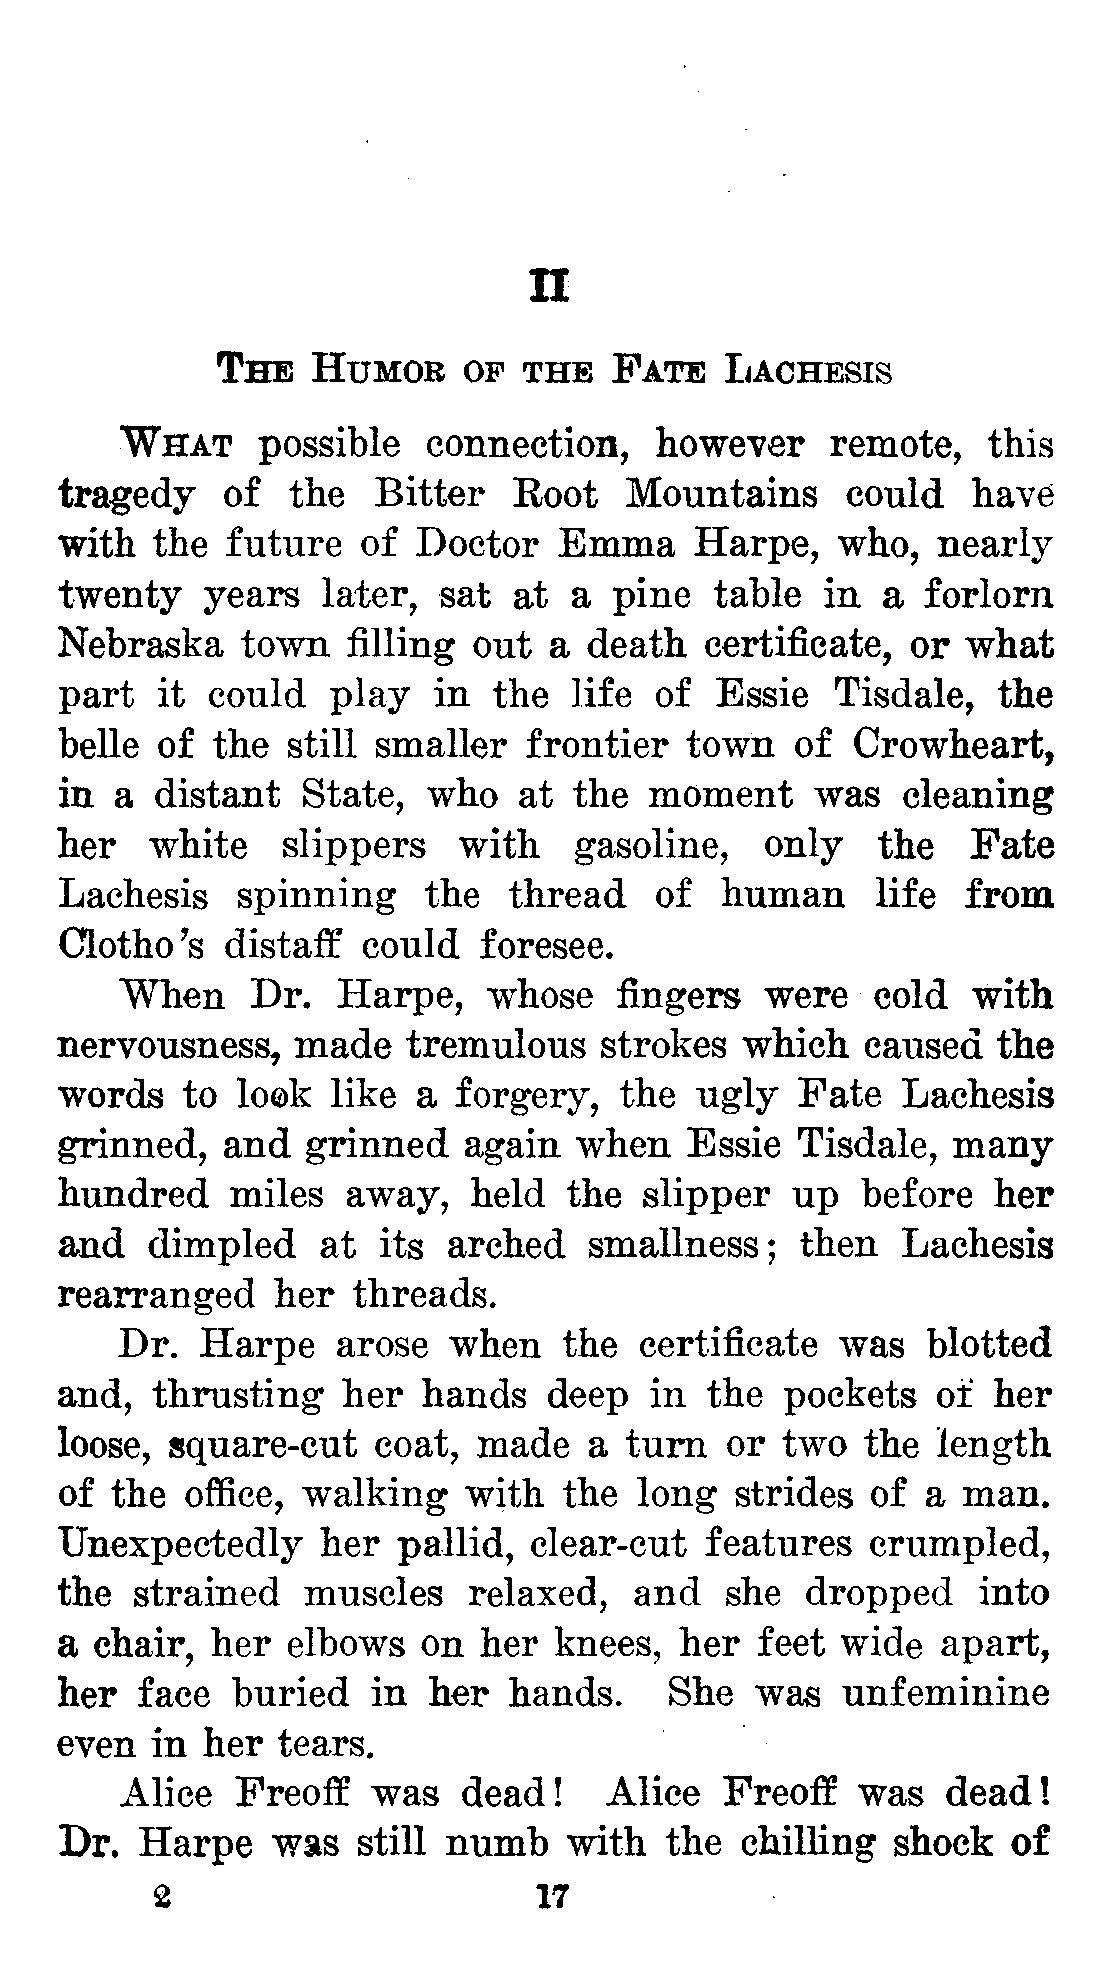 II
The Humor of the Fate Lachesis
What possible connection, however remote, this
tragedy of the Bitter Root Mountains could have
with the future of Doctor Emma Harpe, who, nearly
twenty years later, sat at a pine table in a forlorn
Nebraska town filling out a death certificate, or what
part it could play in the life of Essie Tisdale, the
belle of the still smaller frontier town of Crowheart,
in a distant State, who at the moment was cleaning
her white slippers with gasoline, only the Fate
Lachesis spinning the thread of human life from
Clotho's distaff could foresee.
When Dr. Harpe, whose fingers were cold with
nervousness, made tremulous strokes which caused the
words to look like a forgery, the ugly Fate Lachesis
grinned, and grinned again when Essie Tisdale, many
hundred miles away, held the slipper up before her
and dimpled at its arched smallness; then Lachesis
rearranged her threads.
Dr. Harpe arose when the certificate was blotted
and, thrusting her hands deep in the pockets of her
loose, square-cut coat, made a turn or two the length
of the office, walking with the long strides of a man.
Unexpectedly her pallid, clear-cut features crumpled,
the strained muscles relaxed, and she dropped into
a chair, her elbows on her knees, her feet wide apart,
her face buried in her hands. She was unfeminine
even in her tears.
Alice Freoff was dead! Alice Freoff was dead!
Dr. Harpe was still numb with the chilling shock of
2 17